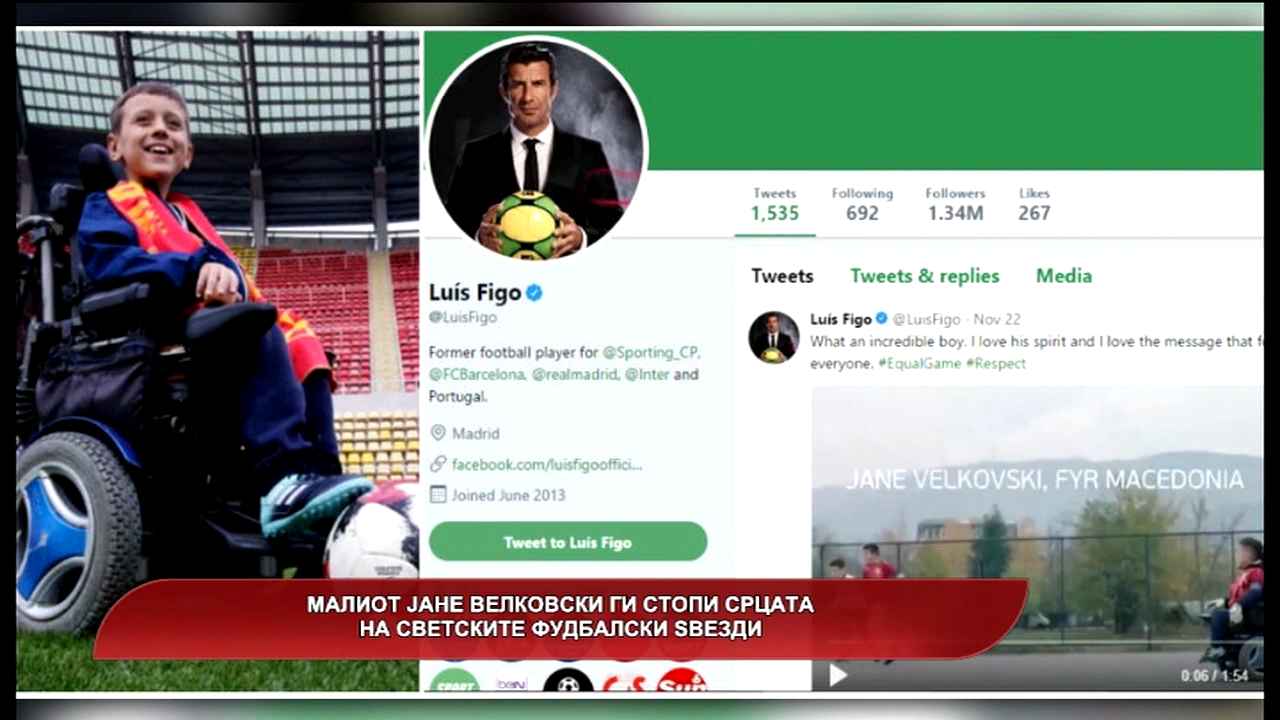 Tweets Following Followers Likes
1,535 692 1.34M 267
Luís Figo
@LuisFigo
Former football player for @Sporting_CP,
@FCBarcelona, @realmadrid, @Inter and
Portugal.
Madrid
facebook.com/luisfigooffici...
Joined June 2013
Tweet to Luís Figo
Tweets Tweets & replies Media
Luís Figo @LuisFigo · Nov 22
What an incredible boy. I love his spirit and I love the message that
everyone. #EqualGame #Respect
JANE VELKOVSKI, FYR MACEDONIA
0:06 / 1:54
МАЛИОТ ЈАНЕ ВЕЛКОВСКИ ГИ СТОПИ СРЦАТА
НА СВЕТСКИТЕ ФУДБАЛСКИ ЅВЕЗДИ
SPORT beIN Sun